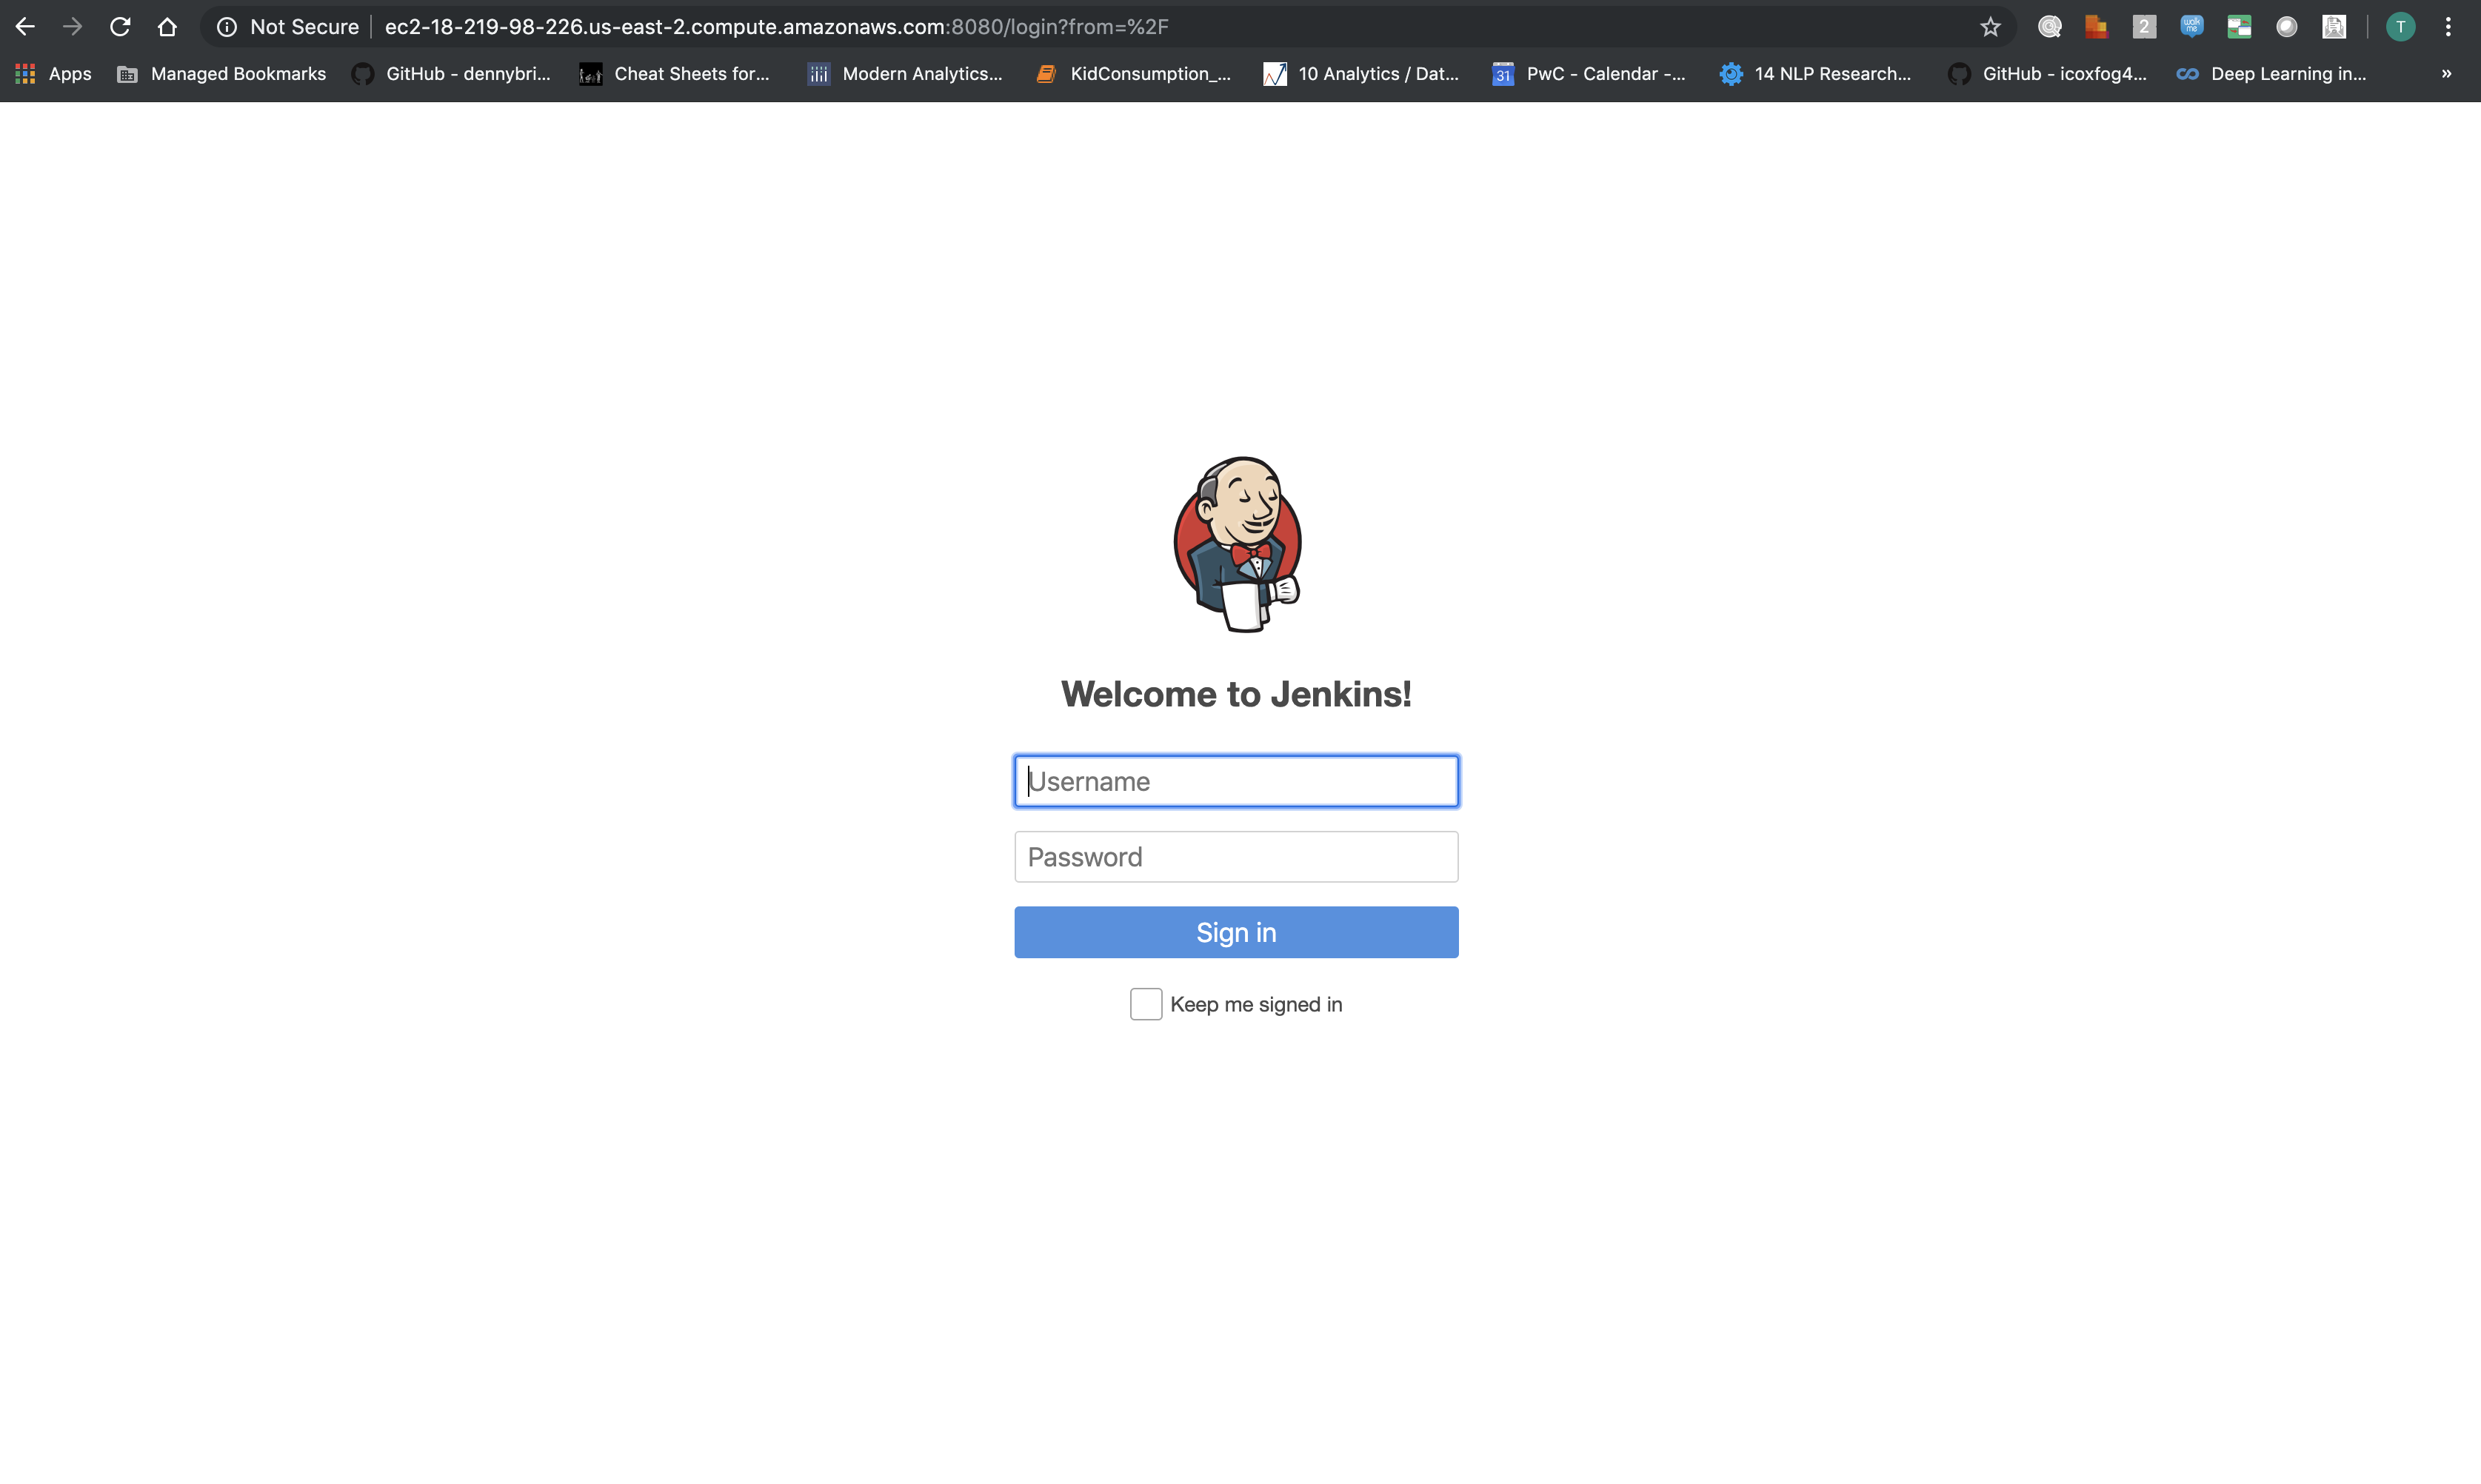 Not Secure ec2-18-219-98-226.us-east-2.compute.amazonaws.com:8080/login?from=%2F 2 walk me T
Apps Managed Bookmarks GitHub - dennybri... Cheat Sheets for... Modern Analytics... KidConsumption_... 10 Analytics / Dat... 31 PwC - Calendar -... 14 NLP Research... GitHub - icoxfog4... Deep Learning in... »
Welcome to Jenkins!
Username
Password
Sign in
Keep me signed in